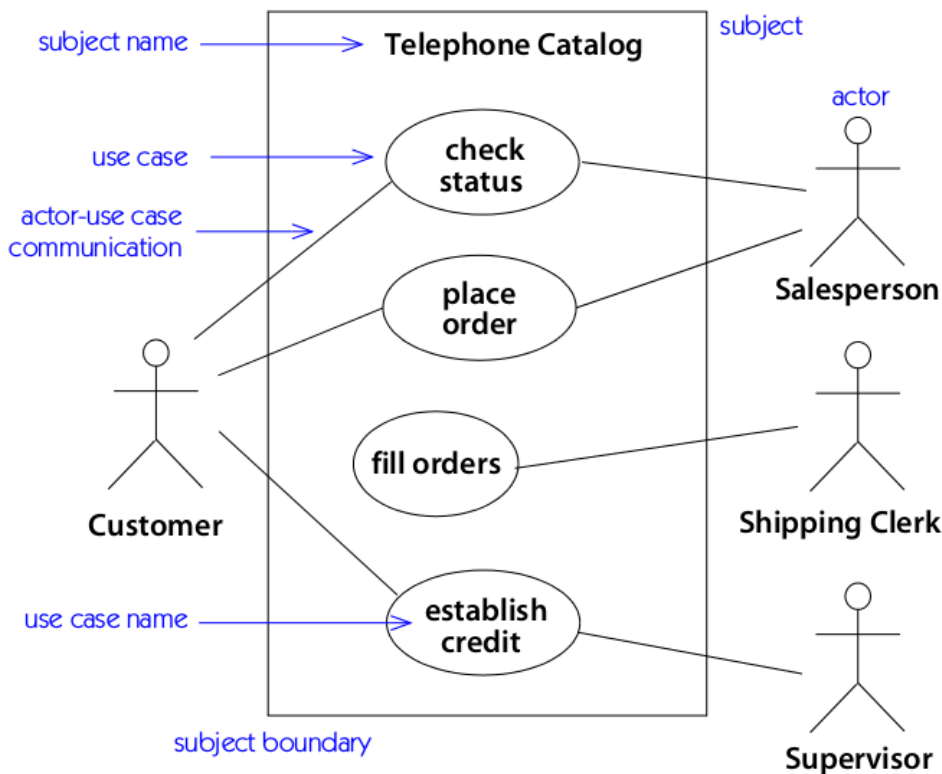 subject name
Telephone Catalog
subject
actor
use case
check
status
actor-use case
communication
place
order
Salesperson
fill orders
Customer
Shipping Clerk
use case name
establish
credit
subject boundary
Supervisor